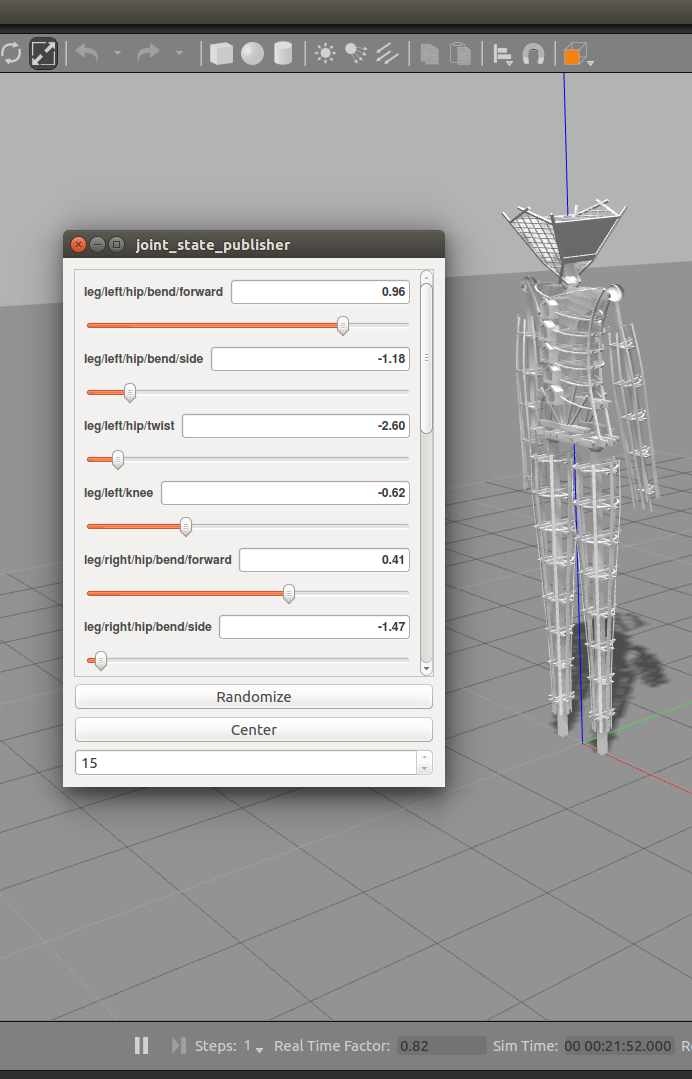 joint_state_publisher
leg/left/hip/bend/forward 0.96
leg/left/hip/bend/side -1.18
leg/left/hip/twist -2.60
leg/left/knee -0.62
leg/right/hip/bend/forward 0.41
leg/right/hip/bend/side -1.47
Randomize
Center
15
Steps: 1 Real Time Factor: 0.82 Sim Time: 00 00:21:52.000 R